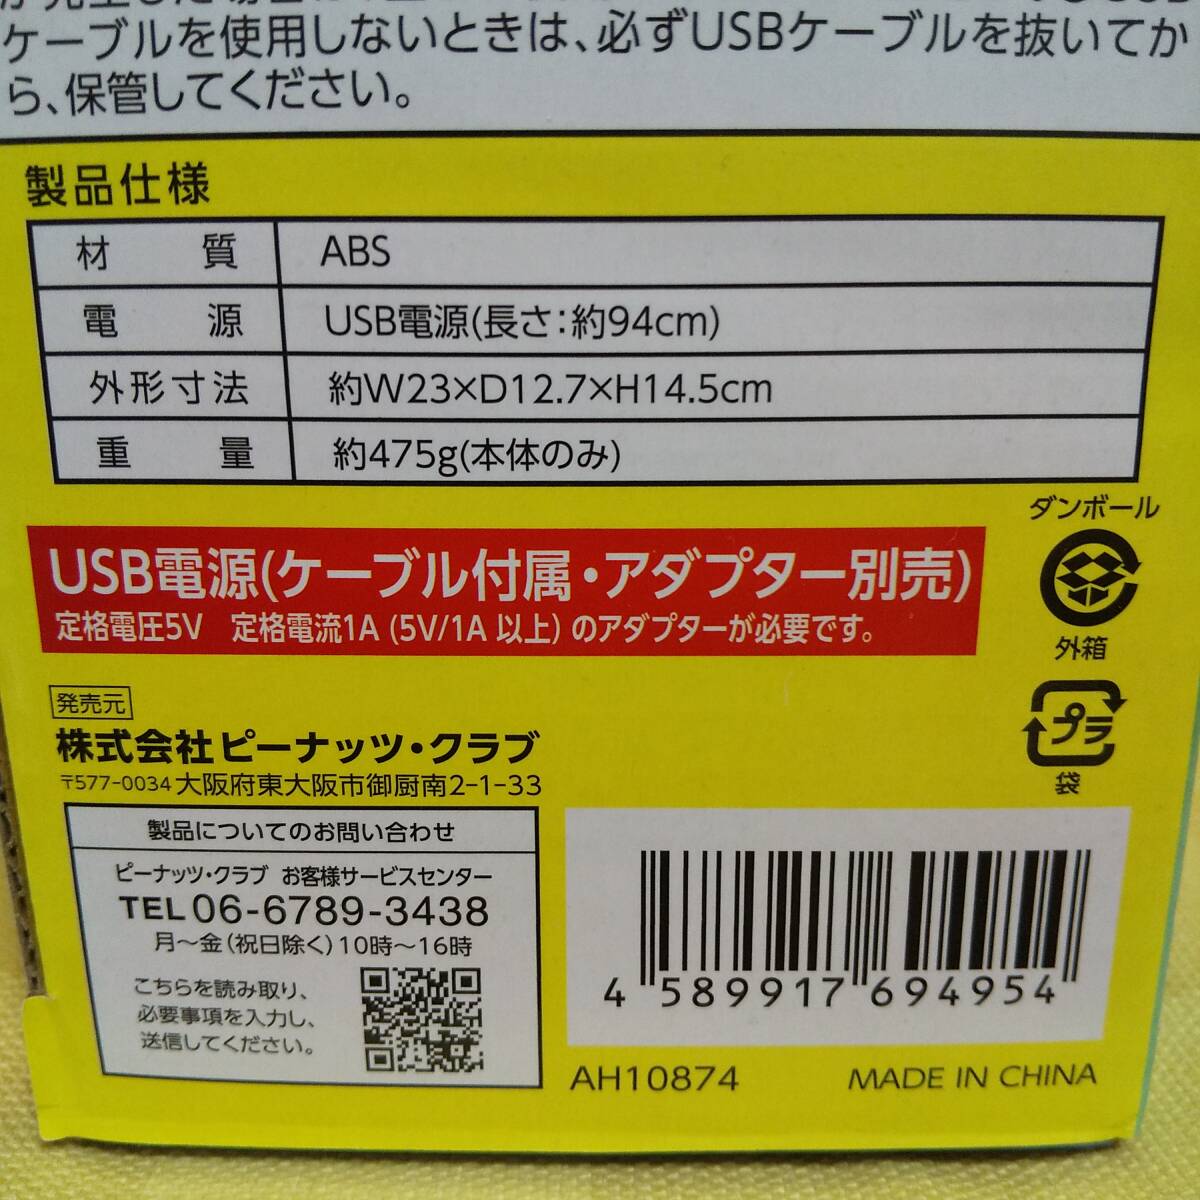 ケーブルを使用しないときは、必ずUSBケーブルを抜いてか
ら、保管してください。
製品仕様
材質 ABS
電源 USB電源(長さ:約94cm)
外形寸法 約W23×D12.7×H14.5cm
重量 約475g(本体のみ)
USB電源(ケーブル付属・アダプター別売)
定格電圧5V 定格電流1A (5V/1A 以上) のアダプターが必要です。
ダンボール
外箱
プラ
袋
発売元
株式会社ピーナッツ・クラブ
〒577-0034 大阪府東大阪市御厨南2-1-33
製品についてのお問い合わせ
ピーナッツ・クラブ お客様サービスセンター
TEL 06-6789-3438
月〜金(祝日除く)10時〜16時
こちらを読み取り、
必要事項を入力し、
送信してください。
4 589917 694954
AH10874
MADE IN CHINA